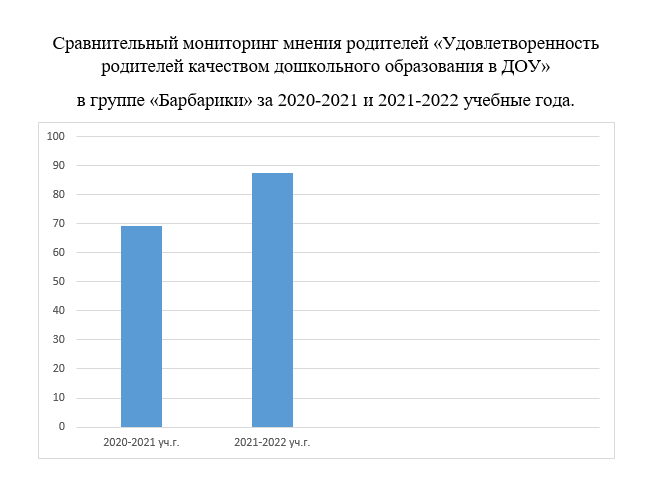 Сравнительный мониторинг мнения родителей «Удовлетворенность
родителей качеством дошкольного образования в ДОУ»
в группе «Барбарики» за 2020-2021 и 2021-2022 учебные года.
100
90
80
70
60
50
40
30
20
10
0
2020-2021 уч.г. 2021-2022 уч.г.